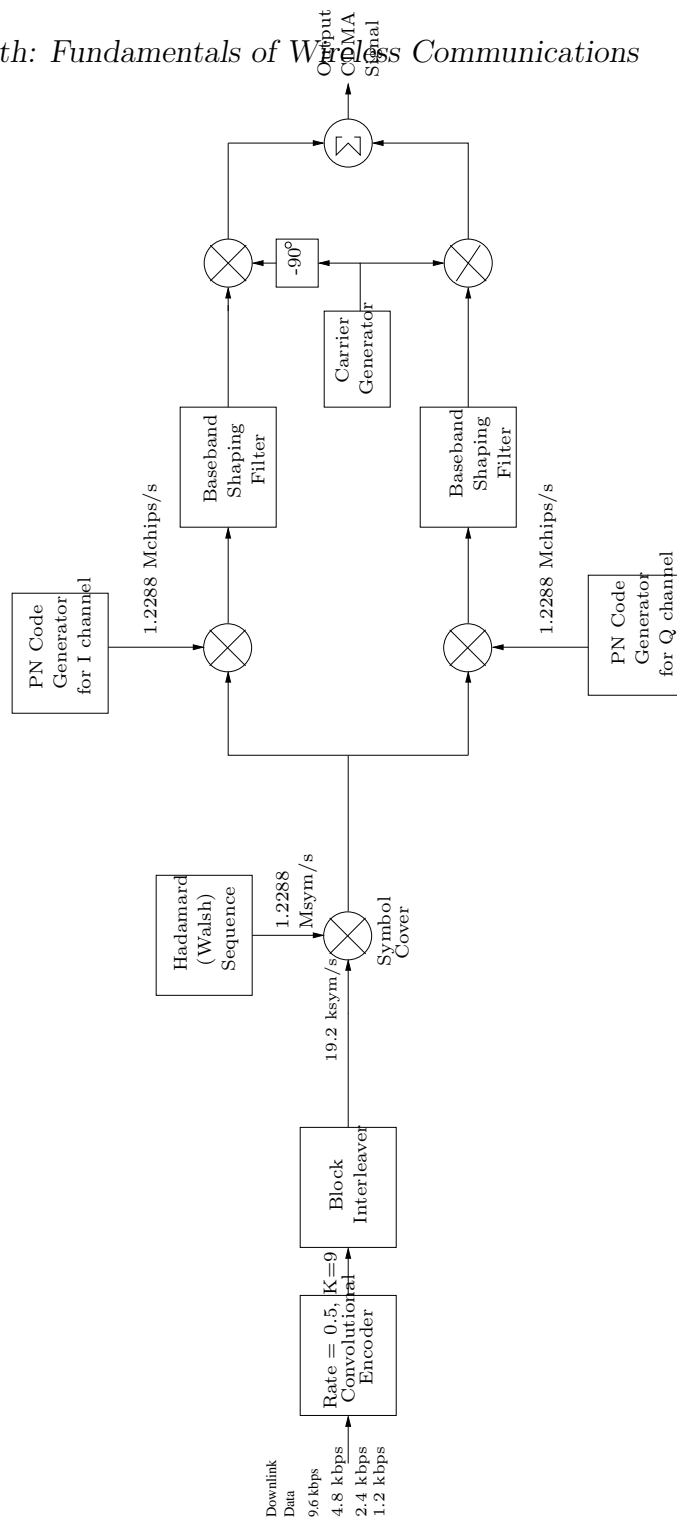 th: Fundamentals of Wireless Communications
Output
CDMA
Signal
Σ
-90°
Carrier
Generator
Baseband
Shaping
Filter
Baseband
Shaping
Filter
1.2288 Mchips/s
1.2288 Mchips/s
PN Code
Generator
for I channel
PN Code
Generator
for Q channel
Hadamard
(Walsh)
Sequence
1.2288
Msym/s
Symbol
Cover
19.2 ksym/s
Block
Interleaver
Rate = 0.5, K=9
Convolutional
Encoder
Downlink
Data
9.6 kbps
4.8 kbps
2.4 kbps
1.2 kbps